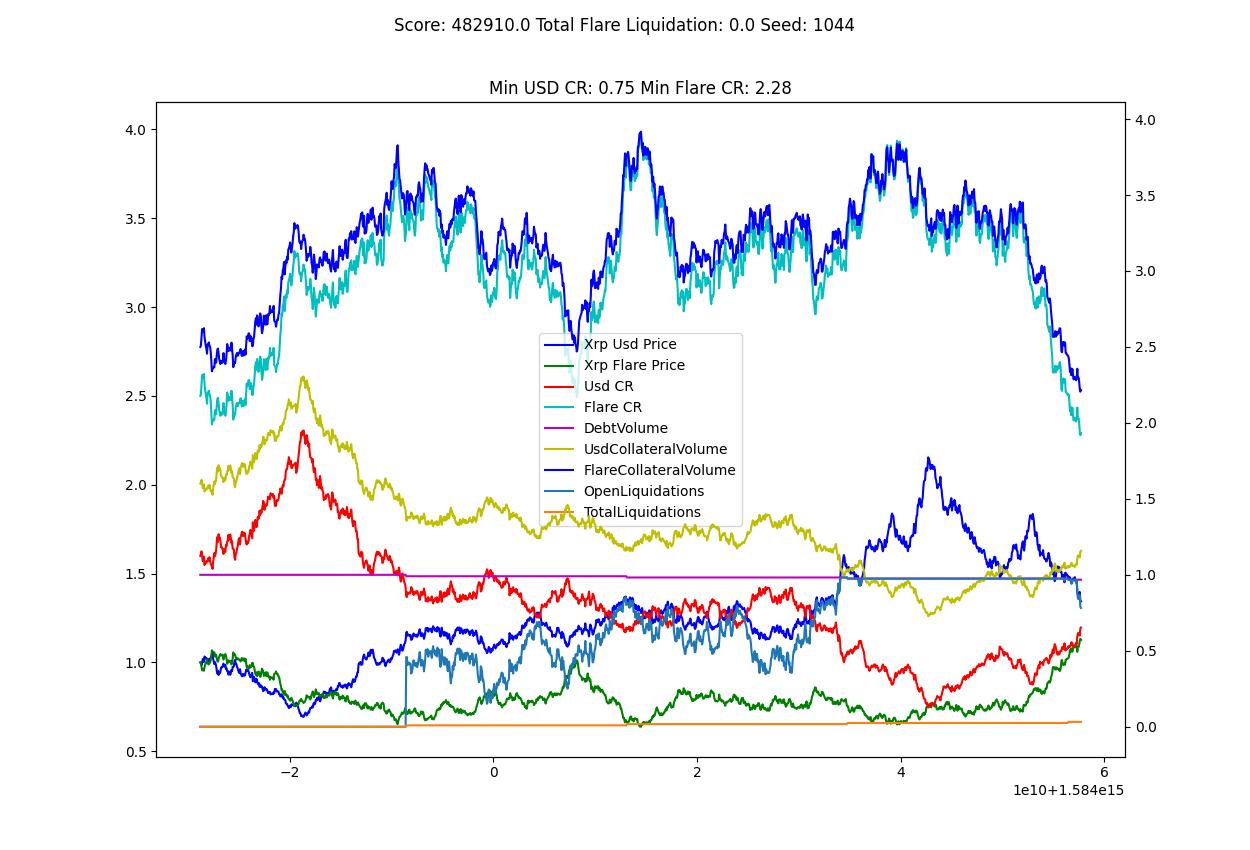 Score: 482910.0 Total Flare Liquidation: 0.0 Seed: 1044
Min USD CR: 0.75 Min Flare CR: 2.28
4.0
3.5
3.0
2.5
2.0
1.5
1.0
0.5
4.0
3.5
3.0
2.5
2.0
1.5
1.0
0.5
0.0
Xrp Usd Price
Xrp Flare Price
Usd CR
Flare CR
DebtVolume
UsdCollateralVolume
FlareCollateralVolume
OpenLiquidations
TotalLiquidations
−2 0 2 4 6
1e10+1.584e15